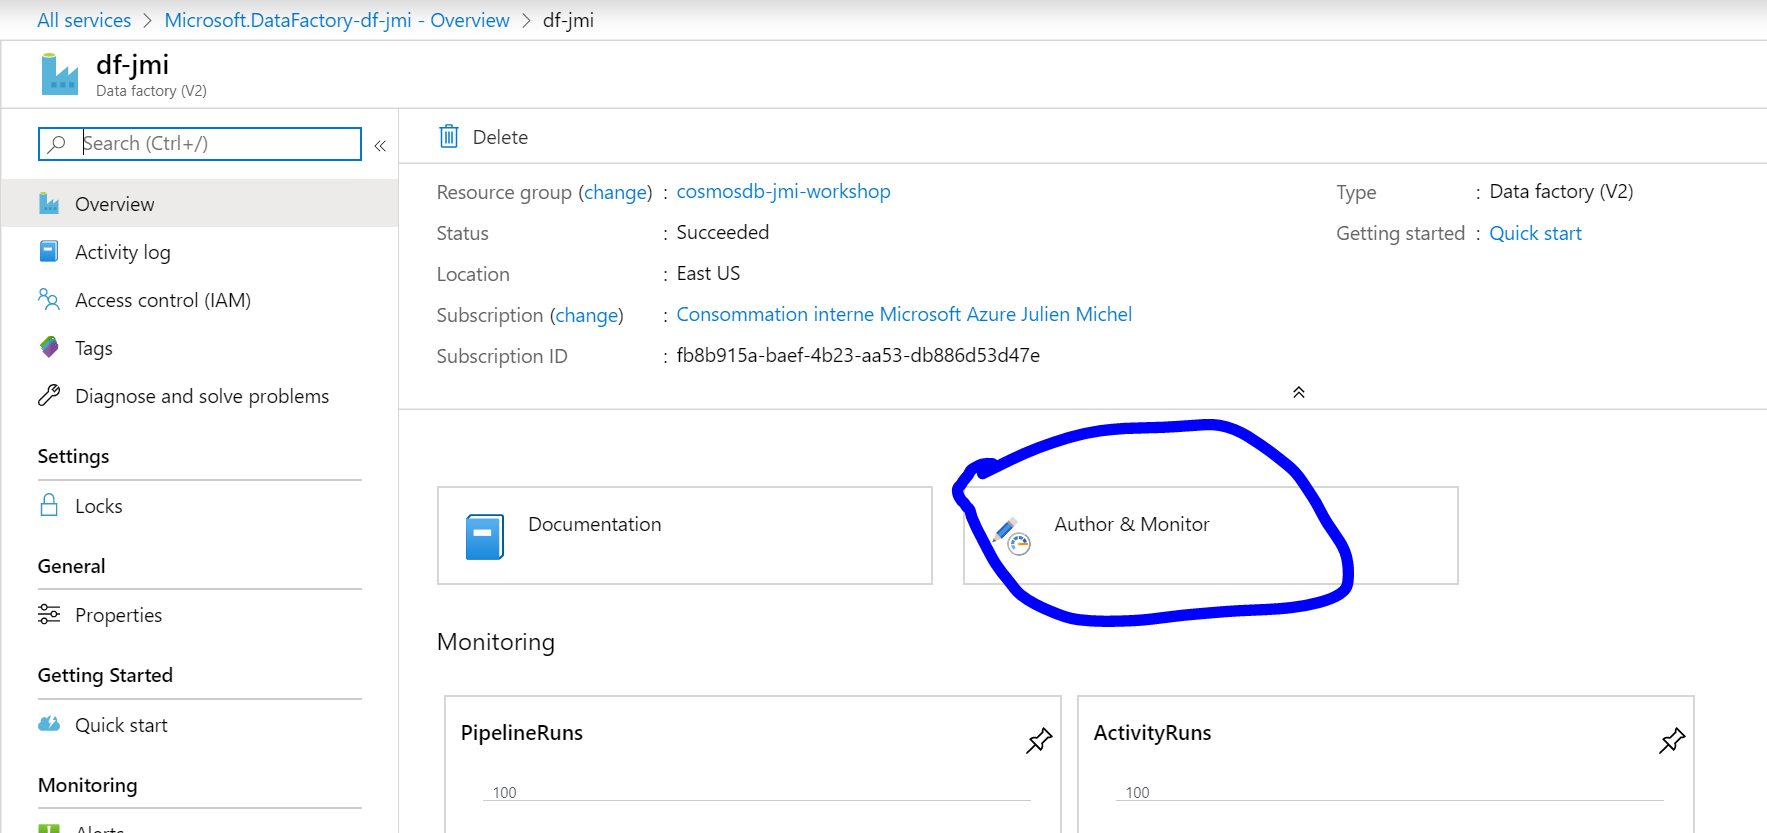 All services > Microsoft.DataFactory-df-jmi - Overview > df-jmi
df-jmi
Data factory (V2)
Search (Ctrl+/)
«
Overview
Activity log
Access control (IAM)
Tags
Diagnose and solve problems
Settings
Locks
General
Properties
Getting Started
Quick start
Monitoring
Alerts
Delete
Resource group (change) : cosmosdb-jmi-workshop
Status : Succeeded
Location : East US
Subscription (change) : Consommation interne Microsoft Azure Julien Michel
Subscription ID : fb8b915a-baef-4b23-aa53-db886d53d47e
Type : Data factory (V2)
Getting started : Quick start
Documentation
Author & Monitor
Monitoring
PipelineRuns
100
ActivityRuns
100